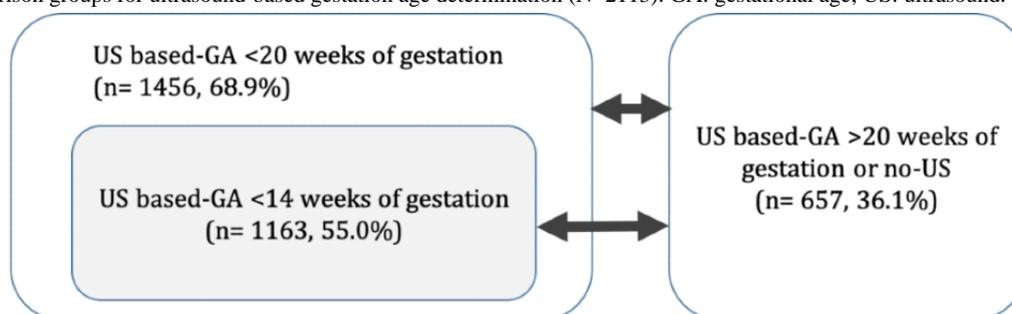 rison groups for ultrasound-based gestation age determination (N=2113). GA: gestational age; US: ultrasound.
US based-GA <20 weeks of gestation
(n= 1456, 68.9%)
US based-GA <14 weeks of gestation
(n= 1163, 55.0%)
US based-GA >20 weeks of
gestation or no-US
(n= 657, 36.1%)